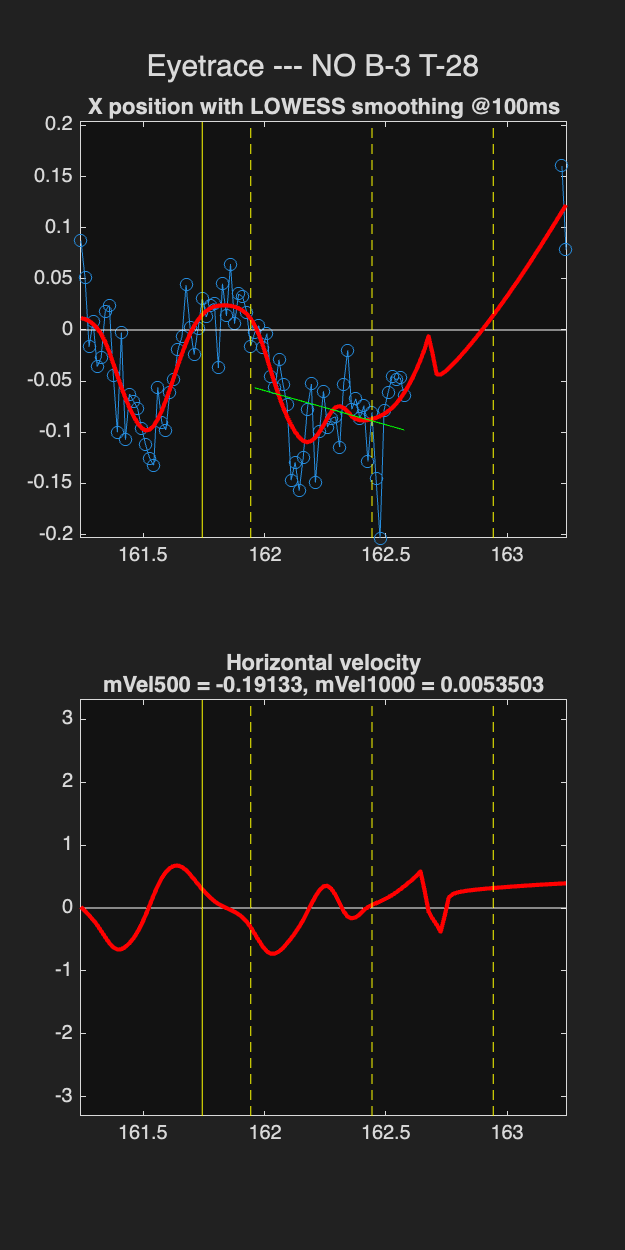 Eyetrace --- NO B-3 T-28
X position with LOWESS smoothing @100ms
0.2
0.15
0.1
0.05
0
-0.05
-0.1
-0.15
-0.2
161.5 162 162.5 163
Horizontal velocity
mVel500 = -0.19133, mVel1000 = 0.0053503
3
2
1
0
-1
-2
-3
161.5 162 162.5 163